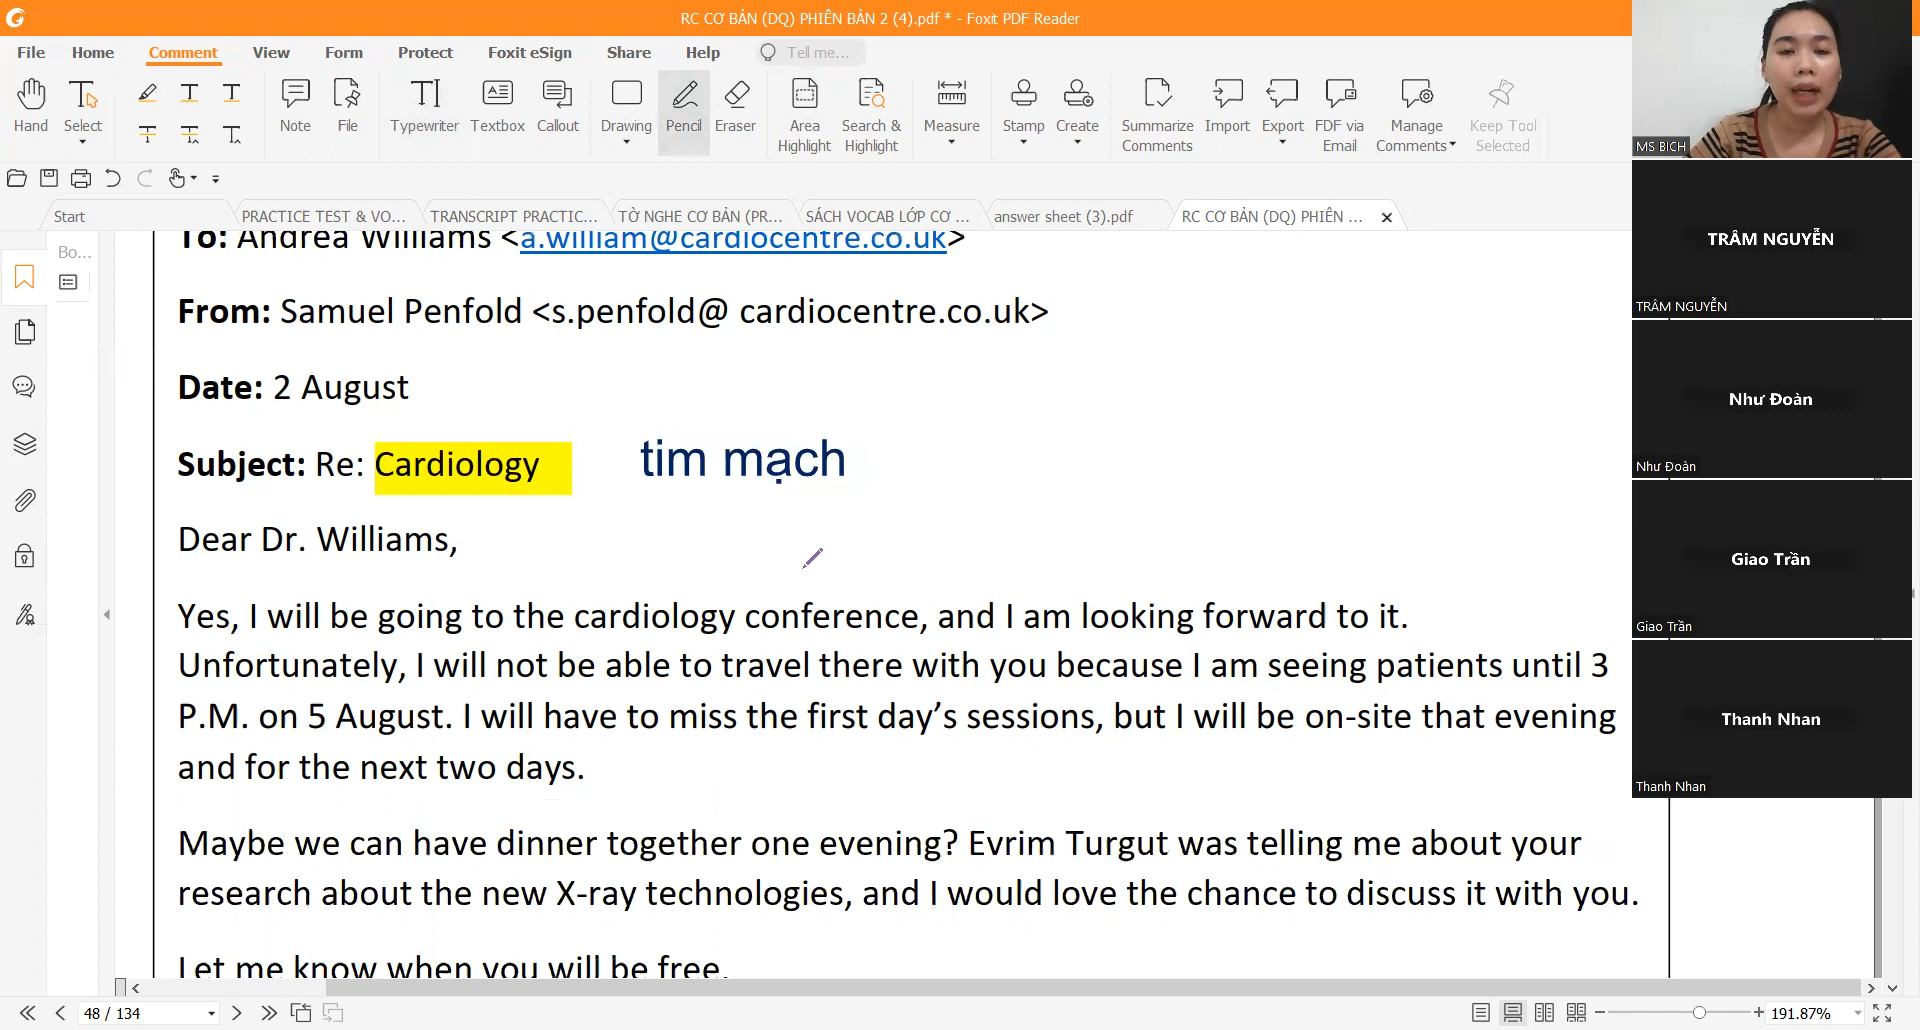 RC CƠ BẢN (DQ) PHIÊN BẢN 2 (4).pdf * - Foxit PDF Reader
File Home Comment View Form Protect Foxit eSign Share Help Tell me...
Hand Select Note File Typewriter Textbox Callout Drawing Pencil Eraser Area Highlight Search & Highlight Measure Stamp Create Summarize Comments Import Export FDF via Email Manage Comments Keep Tool Selected
Start PRACTICE TEST & VO... TRANSCRIPT PRACTIC... TỜ NGHE CƠ BẢN (PR... SÁCH VOCAB LỚP CƠ ... answer sheet (3).pdf RC CƠ BẢN (DQ) PHIÊN ...
Bo...
To: Andrea Williams <a.william@cardiocentre.co.uk>
From: Samuel Penfold <s.penfold@ cardiocentre.co.uk>
Date: 2 August
Subject: Re: Cardiology tim mạch
Dear Dr. Williams,
Yes, I will be going to the cardiology conference, and I am looking forward to it.
Unfortunately, I will not be able to travel there with you because I am seeing patients until 3
P.M. on 5 August. I will have to miss the first day’s sessions, but I will be on-site that evening
and for the next two days.
Maybe we can have dinner together one evening? Evrim Turgut was telling me about your
research about the new X-ray technologies, and I would love the chance to discuss it with you.
Let me know when you will be free.
48 / 134
191.87%
MS BICH
TRÂM NGUYỄN
TRÂM NGUYỄN
Như Đoàn
Như Đoàn
Giao Trần
Giao Trần
Thanh Nhan
Thanh Nhan